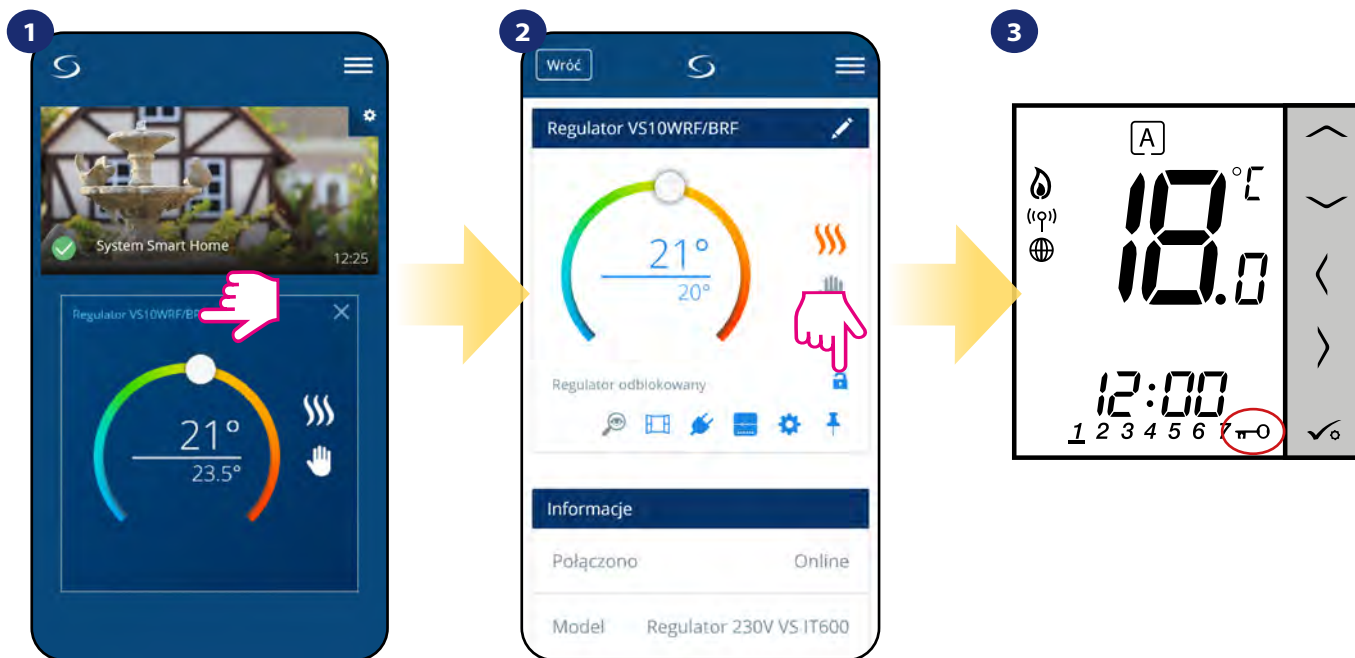 1
System Smart Home
12:25
Regulator VS10WRF/BRF
21°
23.5°
2
Wróć
Regulator VS10WRF/BRF
21°
20°
Regulator odblokowany
Informacje
Połączono Online
Model Regulator 230V VS IT600
3
A
18.0 °C
12:00
1 2 3 4 5 6 7